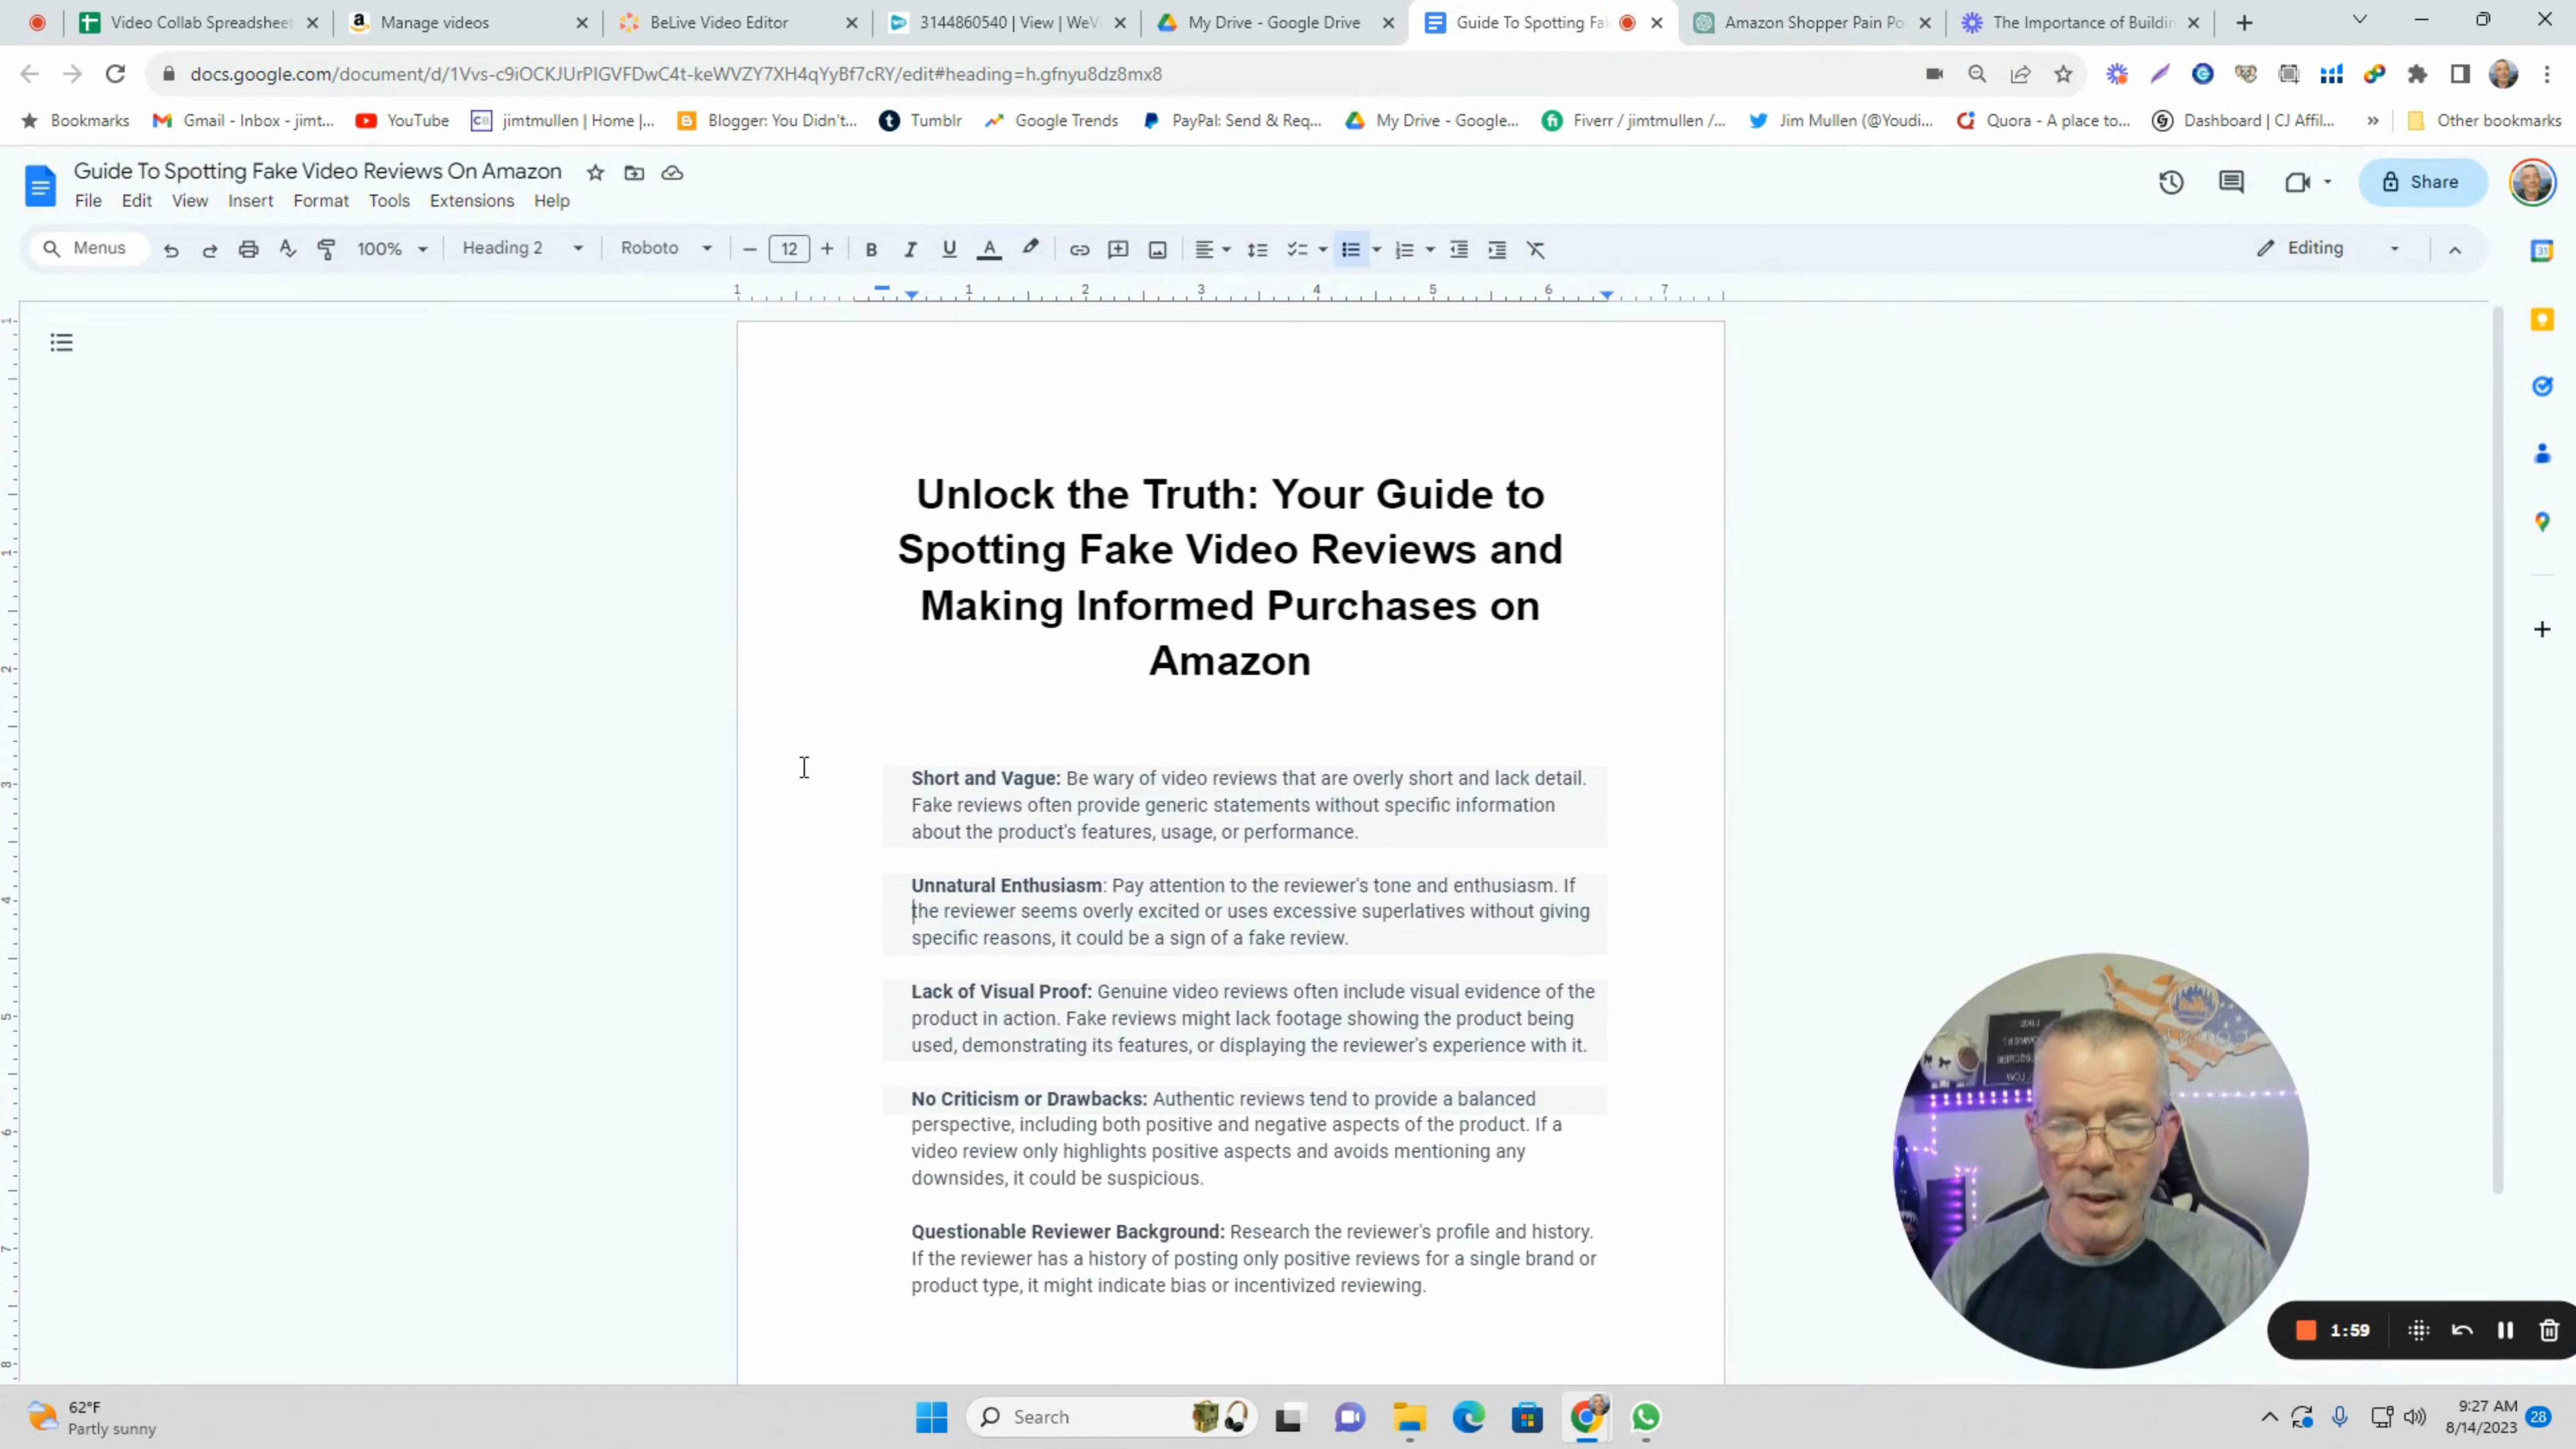 Video Collab Spreadsheet
Manage videos
BeLive Video Editor
3144860540 | View | WeVi
My Drive - Google Drive
Guide To Spotting Fa
Amazon Shopper Pain Po
The Importance of Buildin
docs.google.com/document/d/1Vvs-c9iOCKJUrPIGVFDwC4t-keWVZY7XH4qYyBf7cRY/edit#heading=h.gfnyu8dz8mx8
Bookmarks
Gmail - Inbox - jimt...
YouTube
jimtmullen | Home |...
Blogger: You Didn't...
Tumblr
Google Trends
PayPal: Send & Req...
My Drive - Google...
Fiverr / jimtmullen /...
Jim Mullen (@Youdi...
Quora - A place to...
Dashboard | CJ Affil...
»
Other bookmarks
Guide To Spotting Fake Video Reviews On Amazon
File Edit View Insert Format Tools Extensions Help
Share
Menus
100%
Heading 2
Roboto
12
Editing
1 1 2 3 4 5 6 7
Unlock the Truth: Your Guide to
Spotting Fake Video Reviews and
Making Informed Purchases on
Amazon
Short and Vague: Be wary of video reviews that are overly short and lack detail.
Fake reviews often provide generic statements without specific information
about the product's features, usage, or performance.
Unnatural Enthusiasm: Pay attention to the reviewer's tone and enthusiasm. If
the reviewer seems overly excited or uses excessive superlatives without giving
specific reasons, it could be a sign of a fake review.
Lack of Visual Proof: Genuine video reviews often include visual evidence of the
product in action. Fake reviews might lack footage showing the product being
used, demonstrating its features, or displaying the reviewer's experience with it.
No Criticism or Drawbacks: Authentic reviews tend to provide a balanced
perspective, including both positive and negative aspects of the product. If a
video review only highlights positive aspects and avoids mentioning any
downsides, it could be suspicious.
Questionable Reviewer Background: Research the reviewer's profile and history.
If the reviewer has a history of posting only positive reviews for a single brand or
product type, it might indicate bias or incentivized reviewing.
1:59
62°F
Partly sunny
Search
9:27 AM
8/14/2023
28